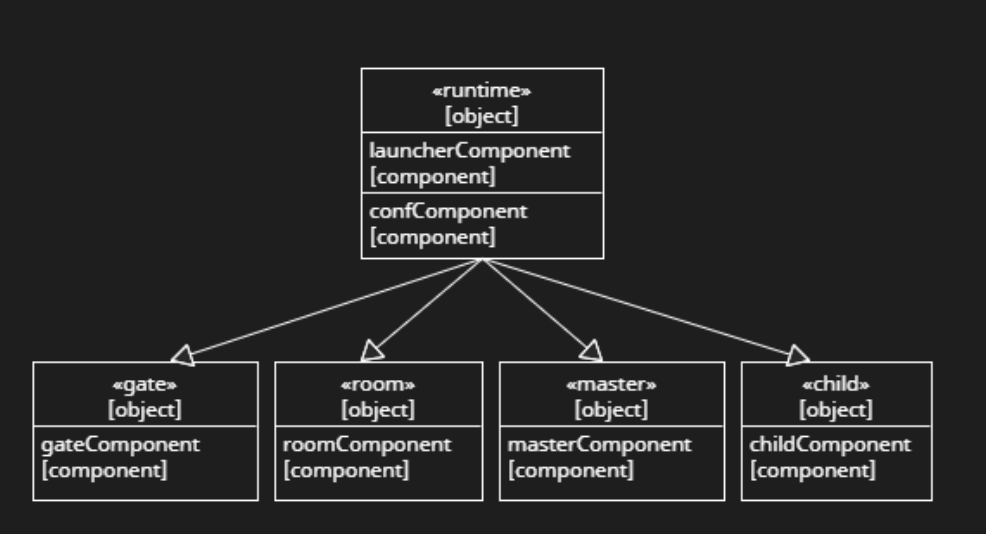 «runtime»
[object]
launcherComponent
[component]
confComponent
[component]
«gate»
[object]
gateComponent
[component]
«room»
[object]
roomComponent
[component]
«master»
[object]
masterComponent
[component]
«child»
[object]
childComponent
[component]